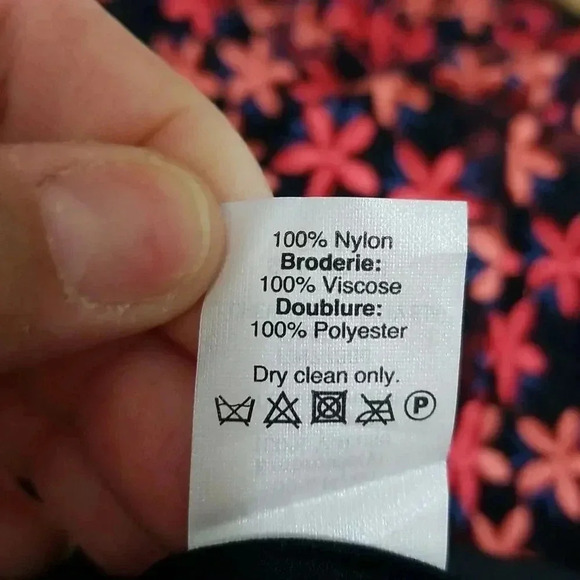 100% Nylon
Broderie:
100% Viscose
Doublure:
100% Polyester
Dry clean only.
P